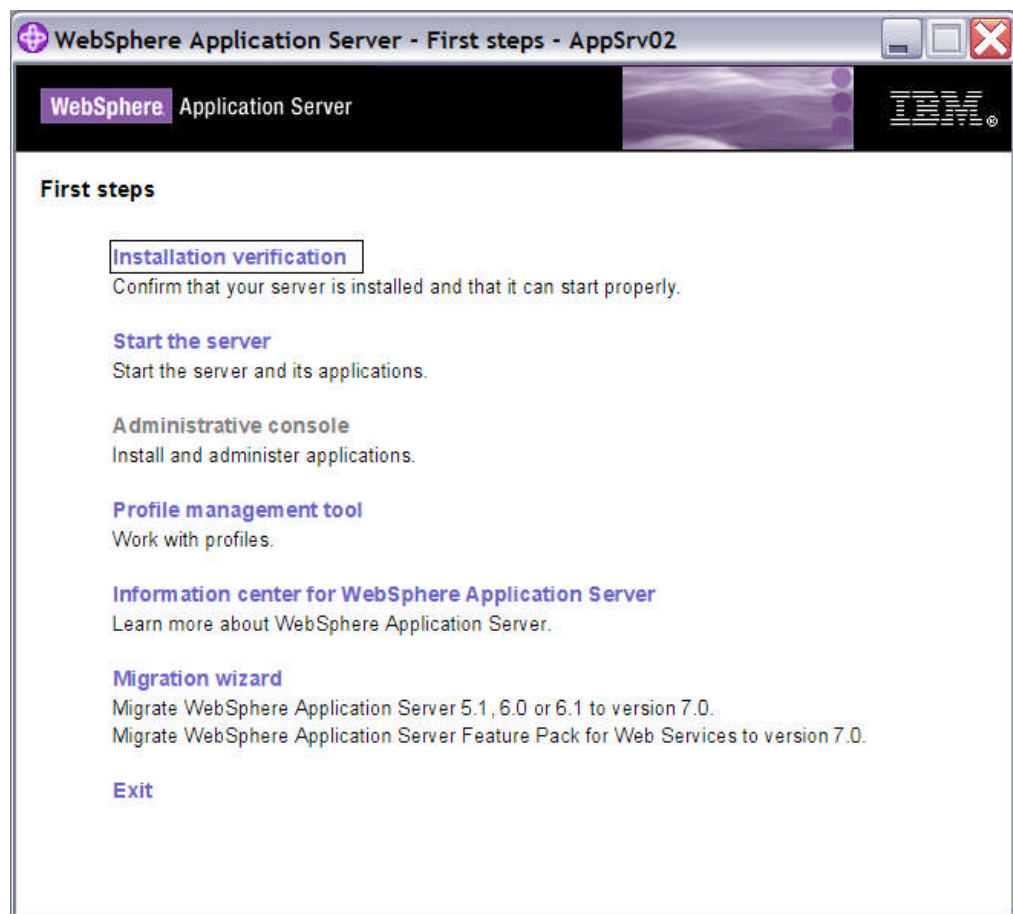 WebSphere Application Server - First steps - AppSrv02
WebSphere. Application Server
IBM®
First steps
Installation verification
Confirm that your server is installed and that it can start properly.
Start the server
Start the server and its applications.
Administrative console
Install and administer applications.
Profile management tool
Work with profiles.
Information center for WebSphere Application Server
Learn more about WebSphere Application Server.
Migration wizard
Migrate WebSphere Application Server 5.1, 6.0 or 6.1 to version 7.0.
Migrate WebSphere Application Server Feature Pack for Web Services to version 7.0.
Exit